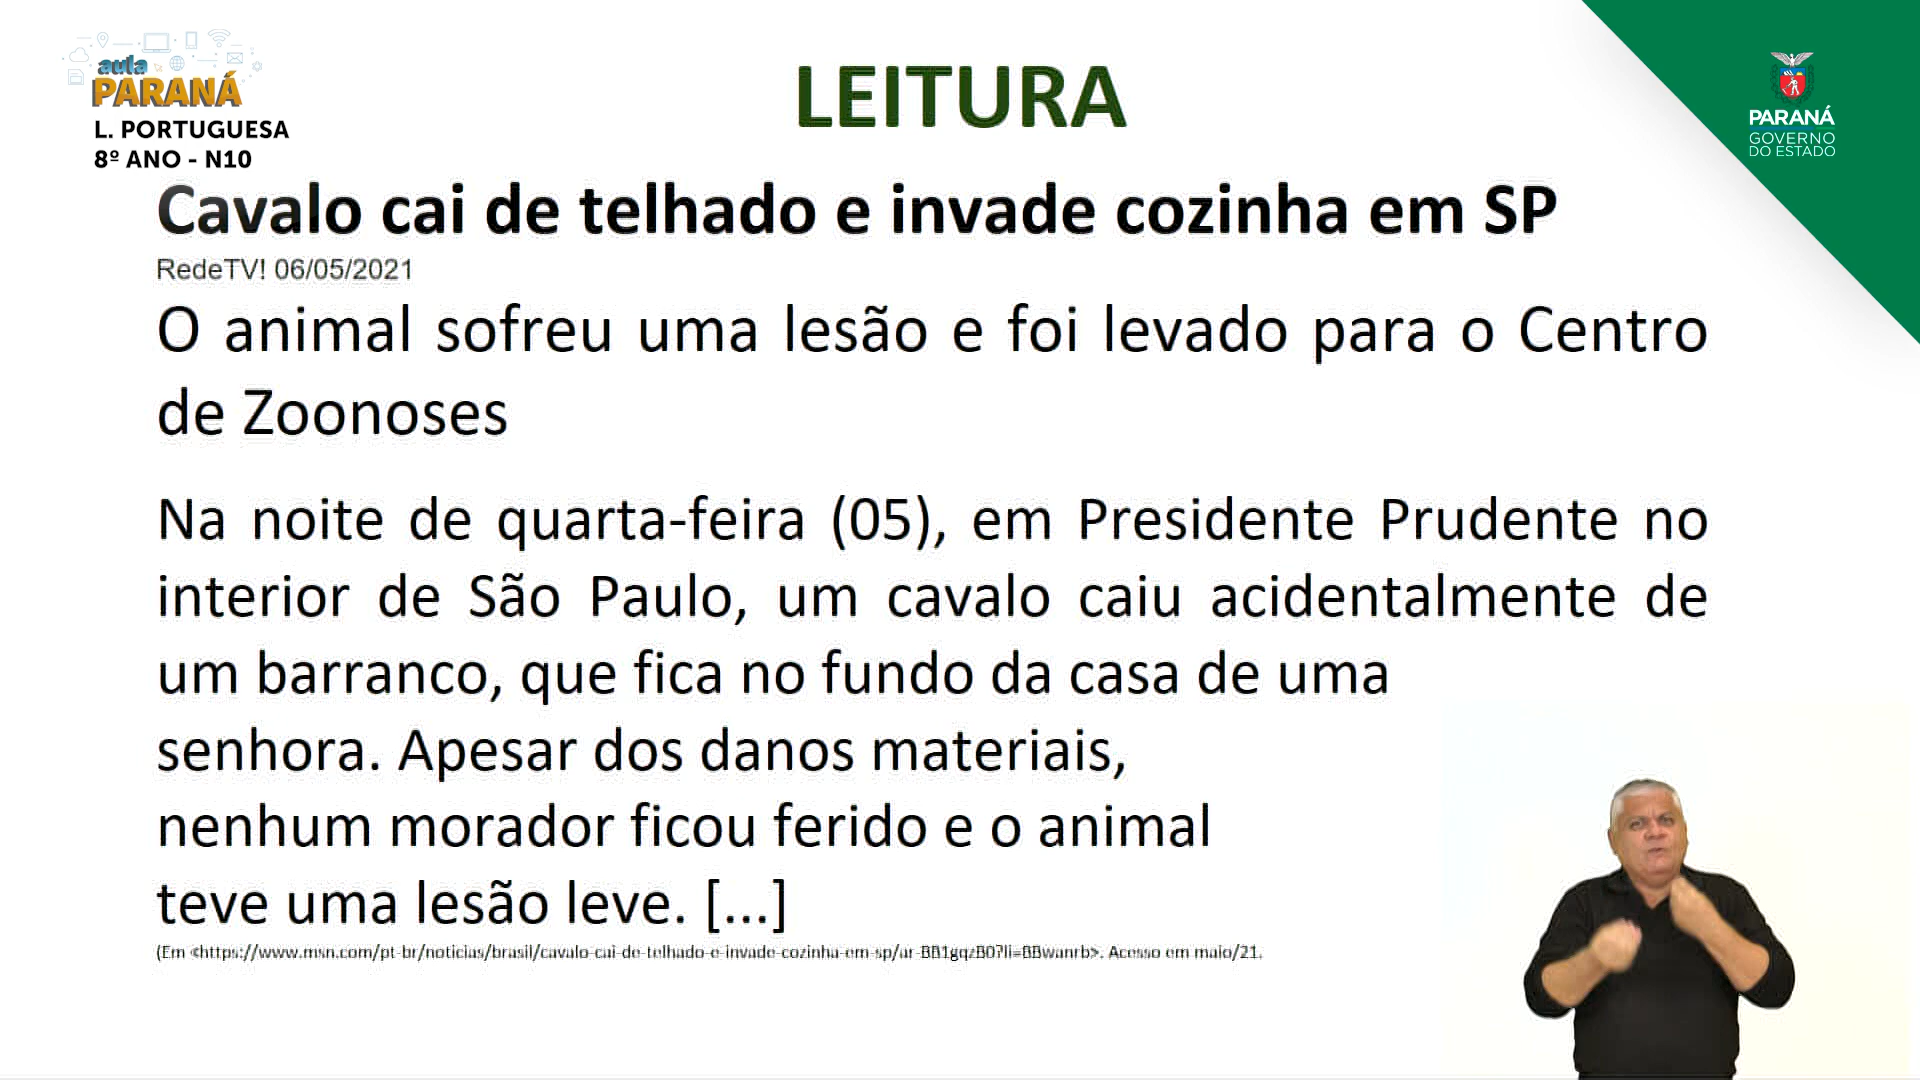 aula
PARANÁ
L. PORTUGUESA
8º ANO - N10
LEITURA
PARANÁ
GOVERNO
DO ESTADO
Cavalo cai de telhado e invade cozinha em SP
RedeTV! 06/05/2021
O animal sofreu uma lesão e foi levado para o Centro
de Zoonoses
Na noite de quarta-feira (05), em Presidente Prudente no
interior de São Paulo, um cavalo caiu acidentalmente de
um barranco, que fica no fundo da casa de uma
senhora. Apesar dos danos materiais,
nenhum morador ficou ferido e o animal
teve uma lesão leve. [...]
(Em <https://www.msn.com/pt-br/noticias/brasil/cavalo-cai-de-telhado-e-invade-cozinha-em-sp/ar-BB1gqzB0?li=BBwanrb>. Acesso em maio/21.